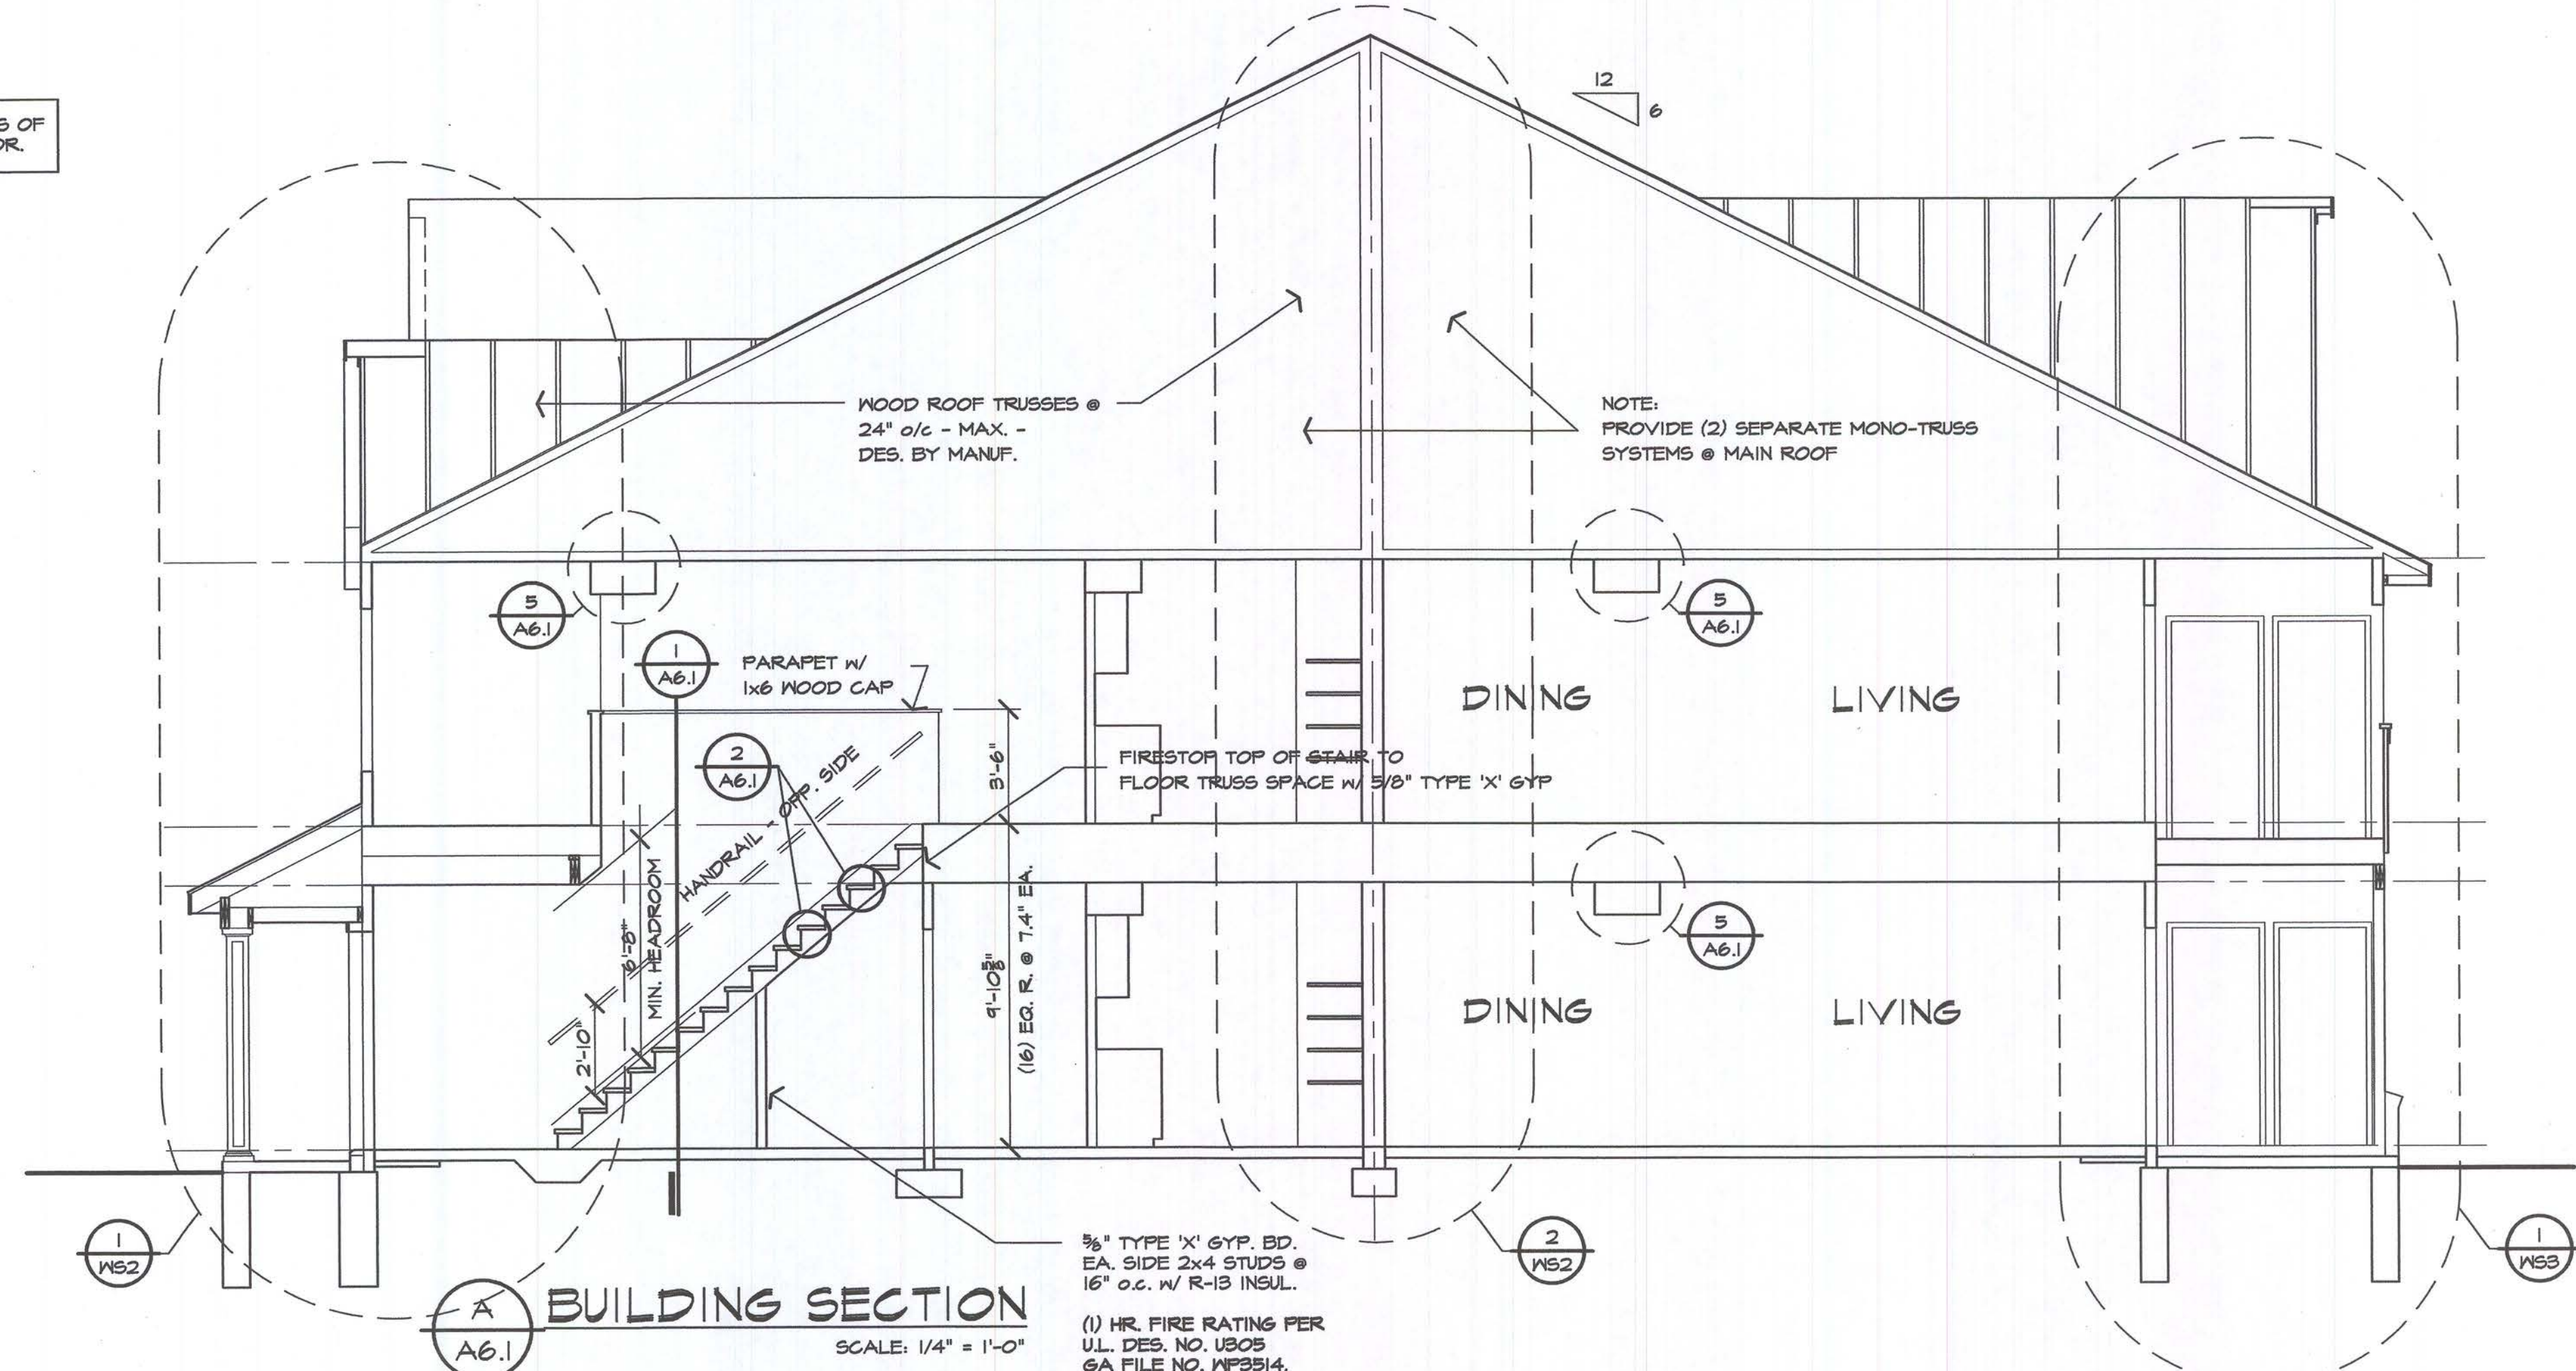 S OF
OR.
12
6
WOOD ROOF TRUSSES @
24" o/c - MAX. -
DES. BY MANUF.
NOTE:
PROVIDE (2) SEPARATE MONO-TRUSS
SYSTEMS @ MAIN ROOF
5
A6.1
5
A6.1
1
A6.1
PARAPET w/
1x6 WOOD CAP
DINING
LIVING
2
A6.1
HANDRAIL - OPP. SIDE
3'-6"
FIRESTOP TOP OF STAIR TO
FLOOR TRUSS SPACE w/ 5/8" TYPE 'X' GYP
6'-8"
MIN. HEADROOM
2'-10"
9'-10 5/8"
(16) EQ. R. @ 7.4" EA.
5
A6.1
DINING
LIVING
1
WS2
2
WS2
1
WS3
5/8" TYPE 'X' GYP. BD.
EA. SIDE 2x4 STUDS @
16" o.c. w/ R-13 INSUL.
(1) HR. FIRE RATING PER
U.L. DES. NO. U305
GA FILE NO. WP3514.
A
A6.1
BUILDING SECTION
SCALE: 1/4" = 1'-0"